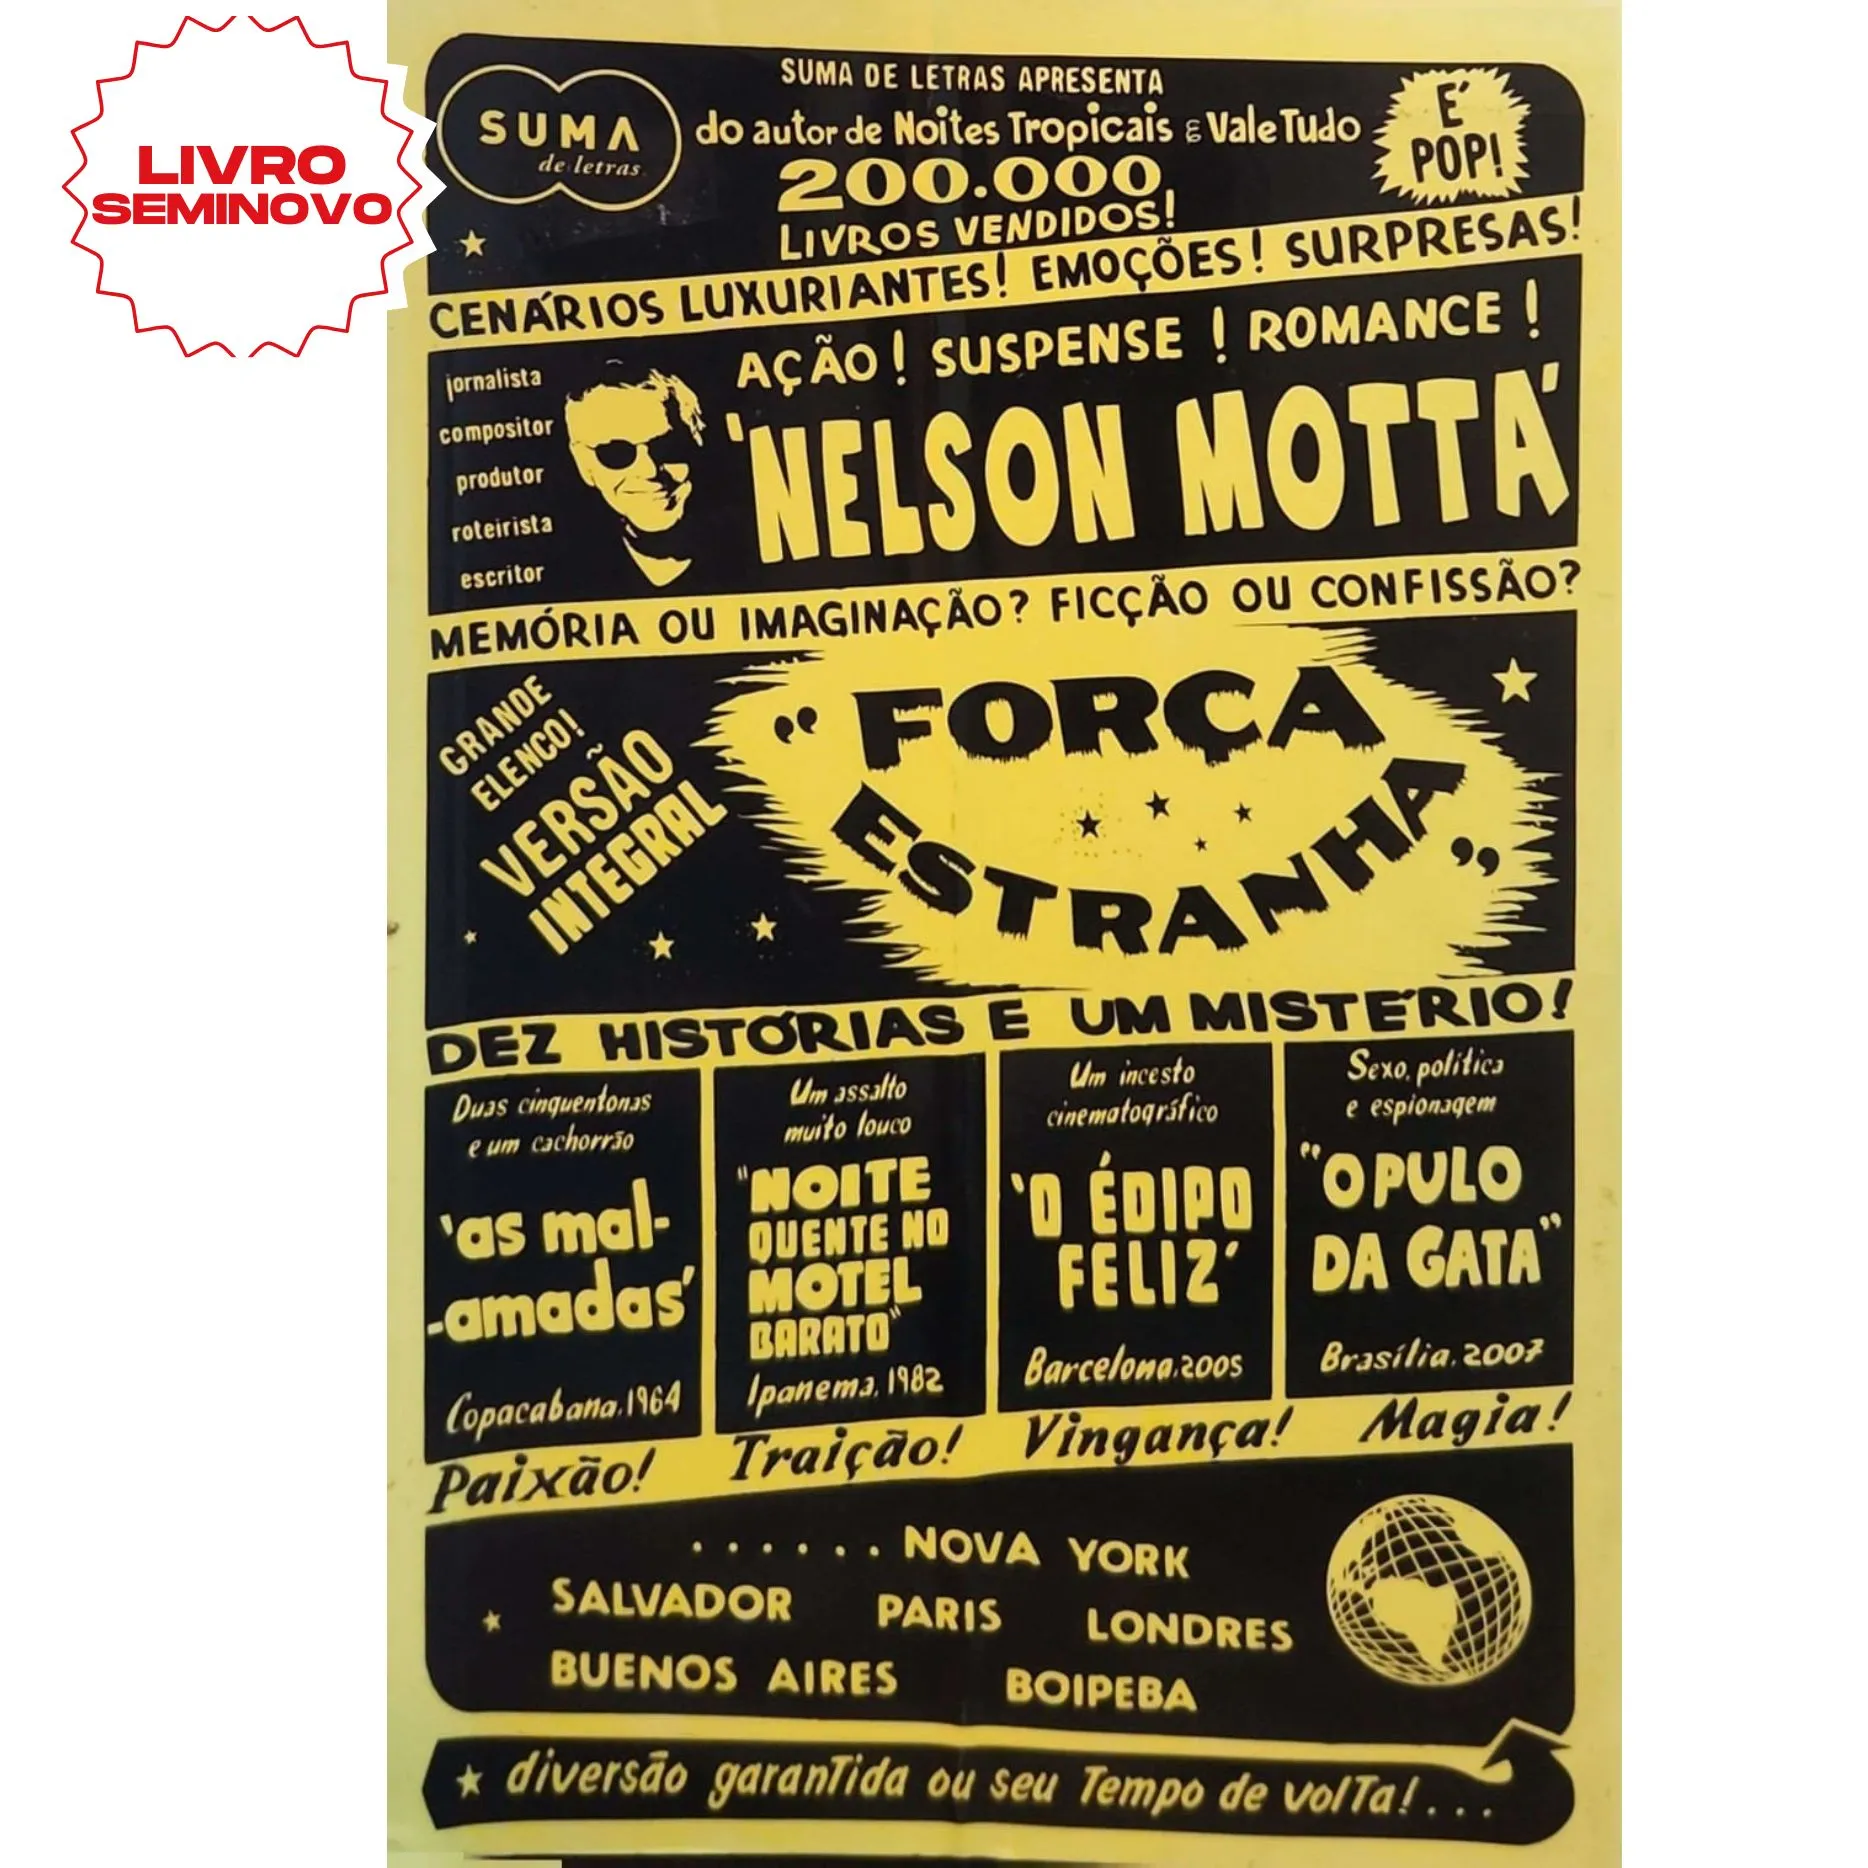 LIVRO
SEMINOVO
SUMA
de letras
SUMA DE LETRAS APRESENTA
do autor de Noites Tropicais E Vale Tudo
200.000
LIVROS VENDIDOS!
É
POP!
CENÁRIOS LUXURIANTES! EMOÇÕES! SURPRESAS!
jornalista
compositor
produtor
roteirista
escritor
AÇÃO! SUSPENSE! ROMANCE!
'NELSON MOTTA'
MEMÓRIA OU IMAGINAÇÃO? FICÇÃO OU CONFISSÃO?
GRANDE
ELENCO!
VERSÃO
INTEGRAL
“FORÇA
ESTRANHA”
DEZ HISTÓRIAS E UM MISTÉRIO!
Duas cinquentonas
e um cachorrão
'as mal-
-amadas'
Copacabana, 1964
Um assalto
muito louco
"NOITE
QUENTE NO
MOTEL
BARATO"
Ipanema, 1982
Um incesto
cinematográfico
'O ÉDIPO
FELIZ'
Barcelona, 2005
Sexo, política
e espionagem
"O PULO
DA GATA"
Brasília, 2007
Paixão! Traição! Vingança! Magia!
......NOVA YORK
SALVADOR PARIS LONDRES
BUENOS AIRES BOIPEBA
diversão garantida ou seu Tempo de volta!...